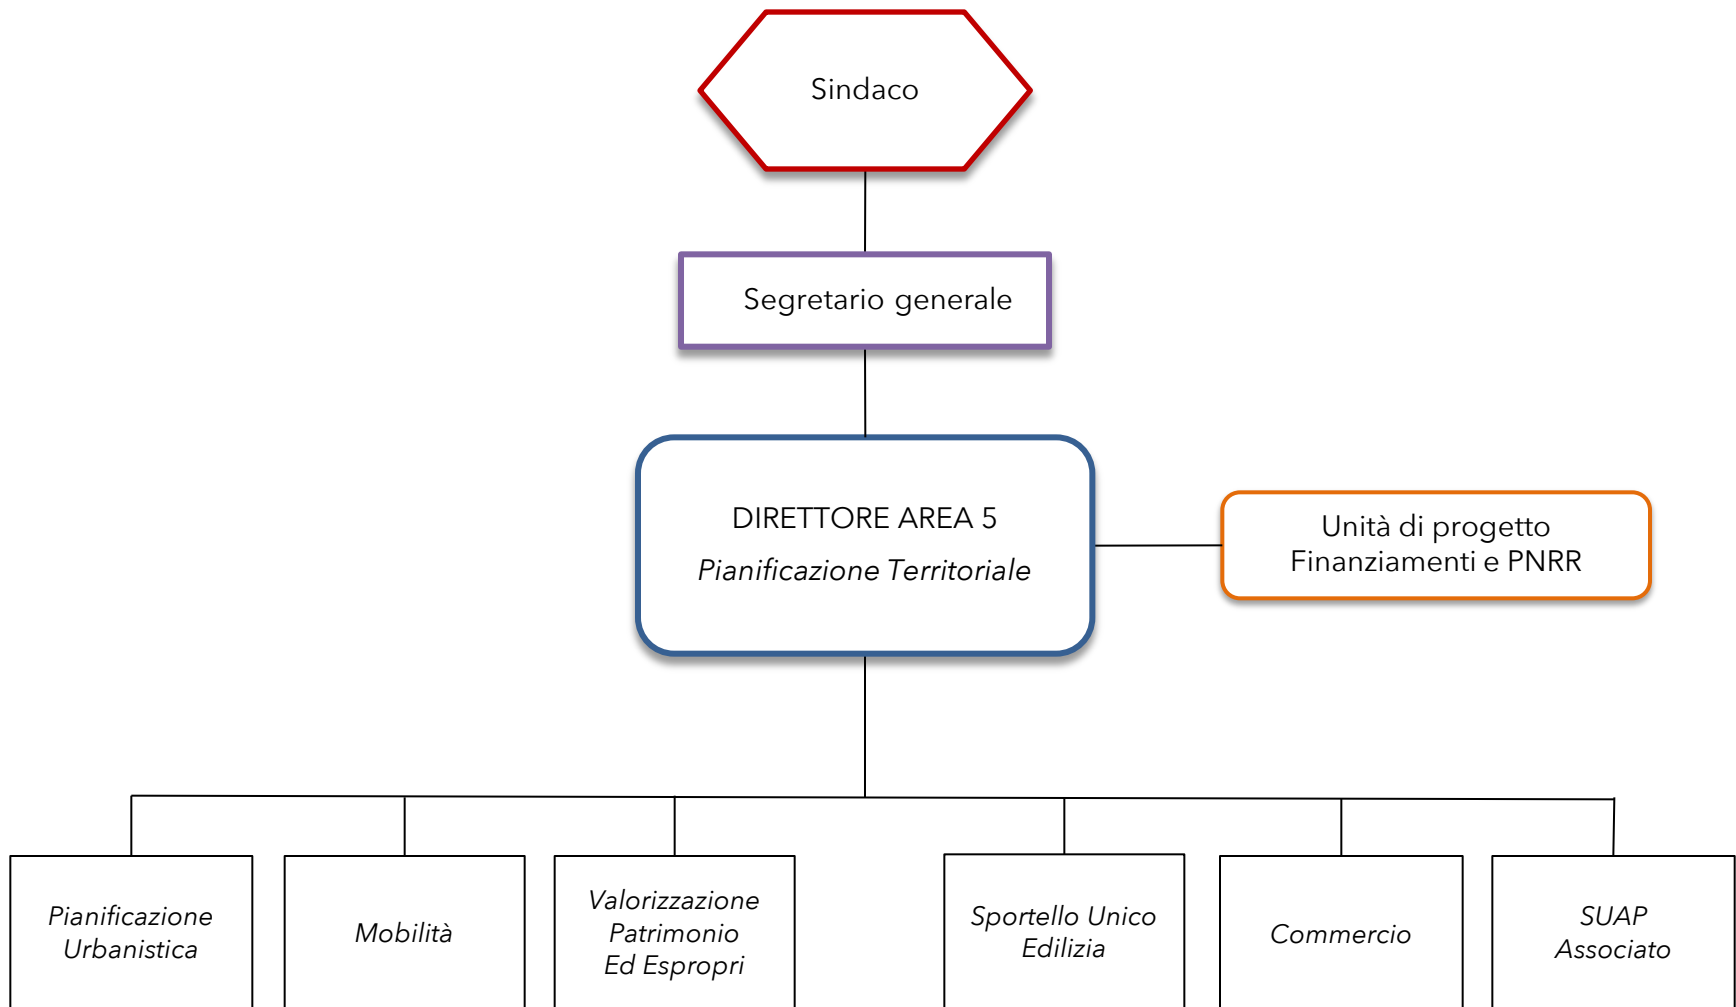 Sindaco
Segretario generale
DIRETTORE AREA 5
Pianificazione Territoriale
Unità di progetto
Finanziamenti e PNRR
Pianificazione
Urbanistica
Mobilità
Valorizzazione
Patrimonio
Ed Espropri
Sportello Unico
Edilizia
Commercio
SUAP
Associato